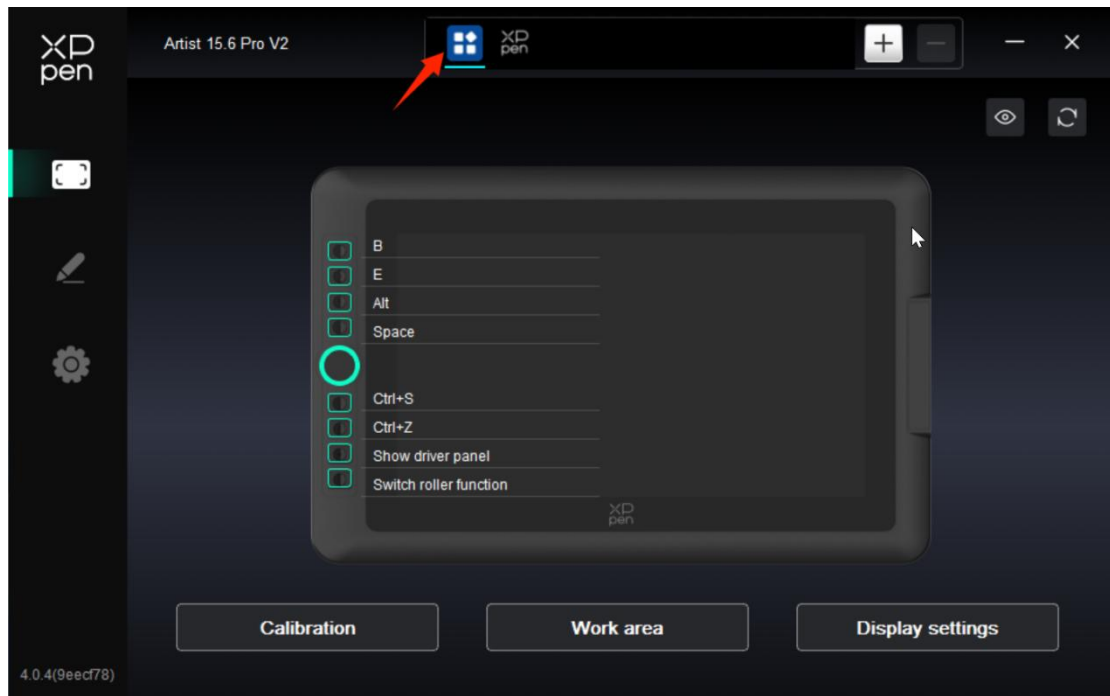 XP
pen
Artist 15.6 Pro V2
XP
pen
B
E
Alt
Space
Ctrl+S
Ctrl+Z
Show driver panel
Switch roller function
XP
pen
Calibration
Work area
Display settings
4.0.4(9eecf78)